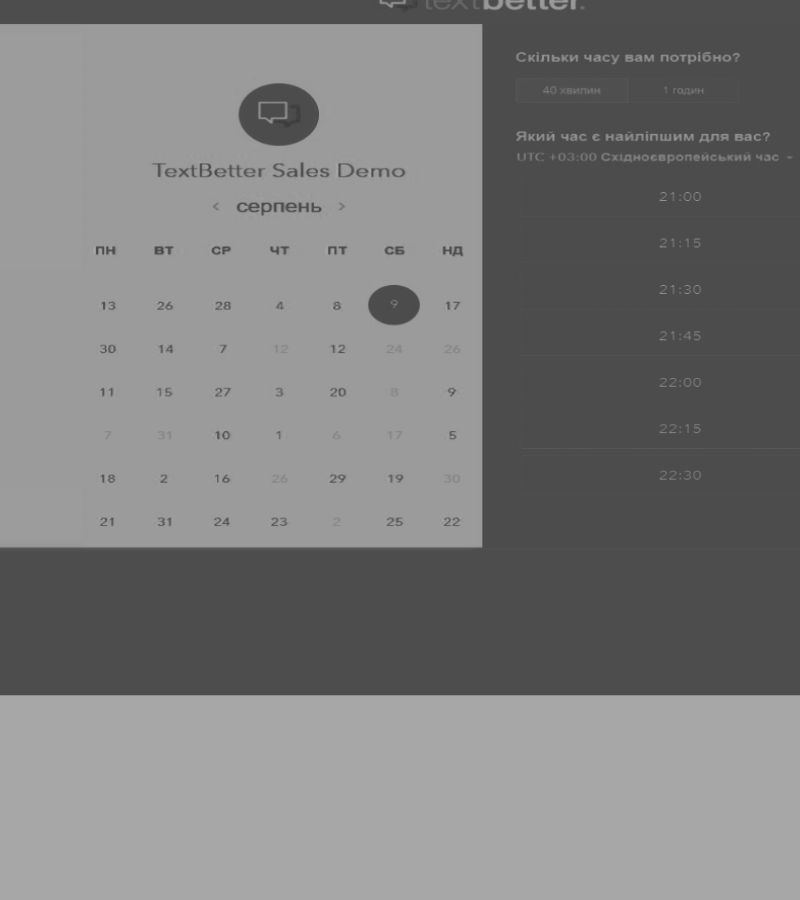 textbetter.
TextBetter Sales Demo
< серпень >
ПН ВТ СР ЧТ ПТ СБ НД
13 26 28 4 8 9 17
30 14 7 12 12 24 26
11 15 27 3 20 8 9
7 31 10 1 6 17 5
18 2 16 26 29 19 30
21 31 24 23 2 25 22
Скільки часу вам потрібно?
40 хвилин 1 годин
Який час є найліпшим для вас?
UTC +03:00 Східноєвропейський час
21:00
21:15
21:30
21:45
22:00
22:15
22:30